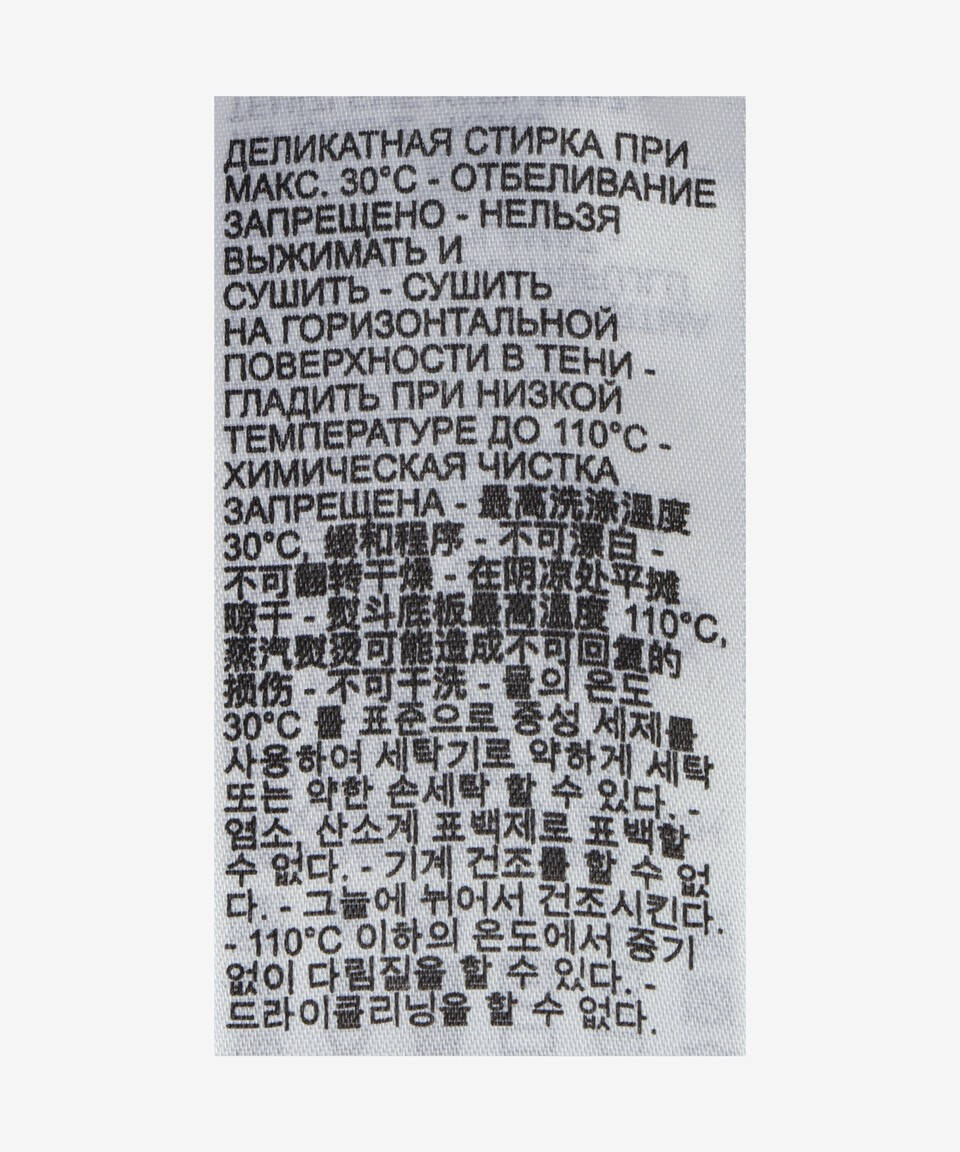 ДЕЛИКАТНАЯ СТИРКА ПРИ
МАКС. 30°C - ОТБЕЛИВАНИЕ
ЗАПРЕЩЕНО - НЕЛЬЗЯ
ВЫЖИМАТЬ И
СУШИТЬ - СУШИТЬ
НА ГОРИЗОНТАЛЬНОЙ
ПОВЕРХНОСТИ В ТЕНИ -
ГЛАДИТЬ ПРИ НИЗКОЙ
ТЕМПЕРАТУРЕ ДО 110°C -
ХИМИЧЕСКАЯ ЧИСТКА
ЗАПРЕЩЕНА - 最高洗涤温度
30°C, 缓和程序 - 不可漂白 -
不可翻转干燥 - 在阴凉处平摊
晾干 - 熨斗底板最高温度 110°C,
蒸汽熨烫可能造成不可回复的
损伤 - 不可干洗 - 물의 온도
30°C 를 표준으로 중성 세제를
사용하여 세탁기로 약하게 세탁
또는 약한 손세탁 할 수 있다. -
염소, 산소계 표백제로 표백할
수 없다. - 기계 건조를 할 수 없
다. - 그늘에 뉘어서 건조시킨다.
- 110°C 이하의 온도에서 증기
없이 다림질을 할 수 있다. -
드라이클리닝을 할 수 없다.